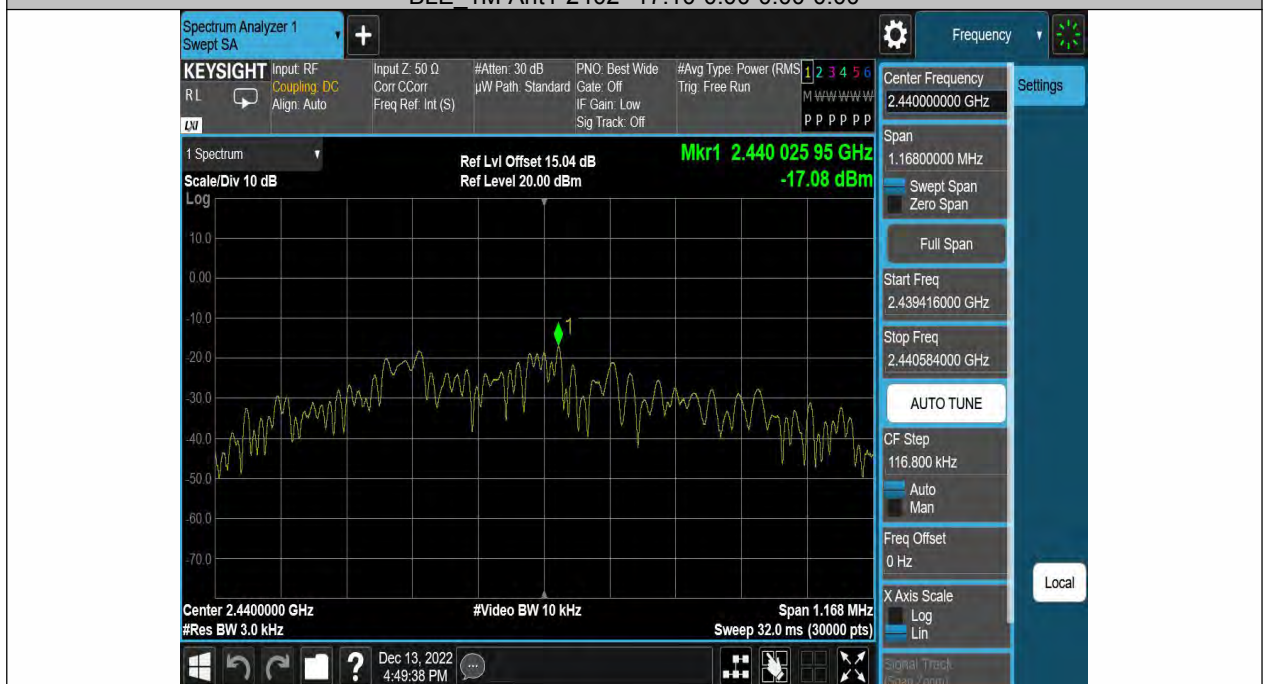 Spectrum Analyzer 1
Swept SA
+
Frequency
KEYSIGHT
RL
LXI
Input: RF
Coupling: DC
Align: Auto
Input Z: 50 Ω
Corr CCorr
Freq Ref: Int (S)
#Atten: 30 dB
µW Path: Standard
PNO: Best Wide
Gate: Off
IF Gain: Low
Sig Track: Off
#Avg Type: Power (RMS
Trig: Free Run
1 2 3 4 5 6
M W W W W W
P P P P P P
Center Frequency
2.440000000 GHz
Settings
Span
1.16800000 MHz
Swept Span
Zero Span
Full Span
Start Freq
2.439416000 GHz
Stop Freq
2.440584000 GHz
AUTO TUNE
CF Step
116.800 kHz
Auto
Man
Freq Offset
0 Hz
X Axis Scale
Log
Lin
Signal Track
Local
1 Spectrum
Scale/Div 10 dB
Log
Ref Lvl Offset 15.04 dB
Ref Level 20.00 dBm
Mkr1 2.440 025 95 GHz
-17.08 dBm
10.0
0.00
-10.0
1
-20.0
-30.0
-40.0
-50.0
-60.0
-70.0
Center 2.4400000 GHz
#Video BW 10 kHz
Span 1.168 MHz
#Res BW 3.0 kHz
Sweep 32.0 ms (30000 pts)
?
Dec 13, 2022
4:49:38 PM